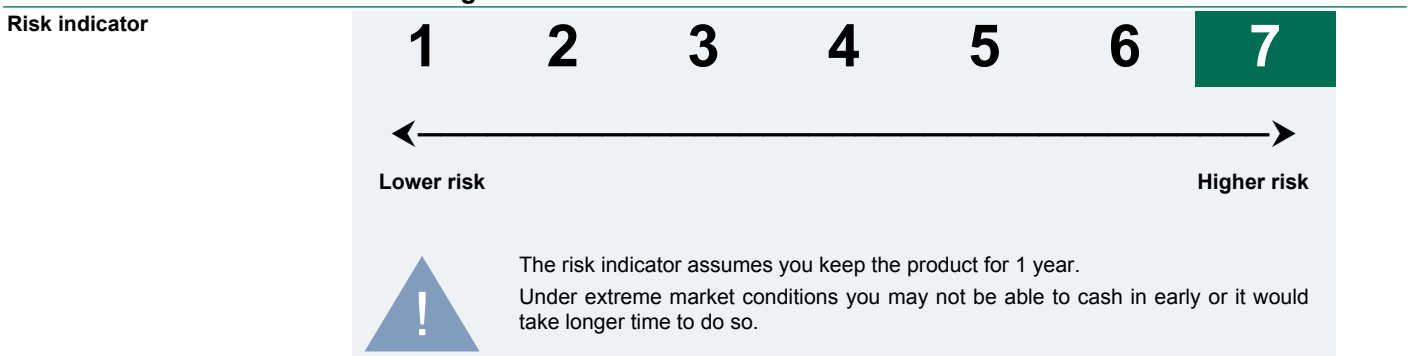 Risk indicator
1 2 3 4 5 6 7
Lower risk Higher risk
!
The risk indicator assumes you keep the product for 1 year.
Under extreme market conditions you may not be able to cash in early or it would
take longer time to do so.